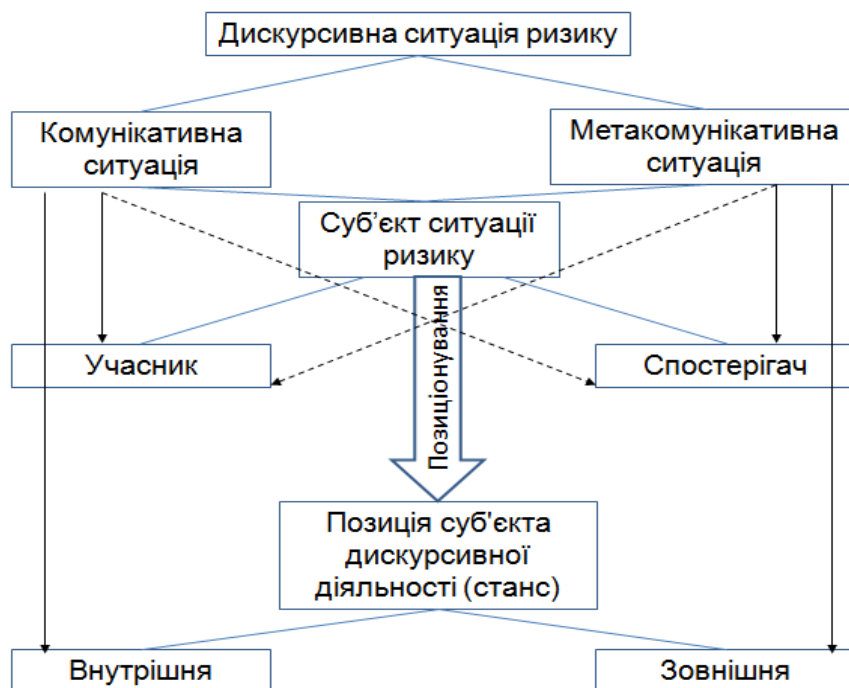 Дискурсивна ситуація ризику
Комунікативна
ситуація
Метакомунікативна
ситуація
Суб’єкт ситуації
ризику
Учасник
Позиціонування
Спостерігач
Позиція суб'єкта
дискурсивної
діяльності (станс)
Внутрішня
Зовнішня